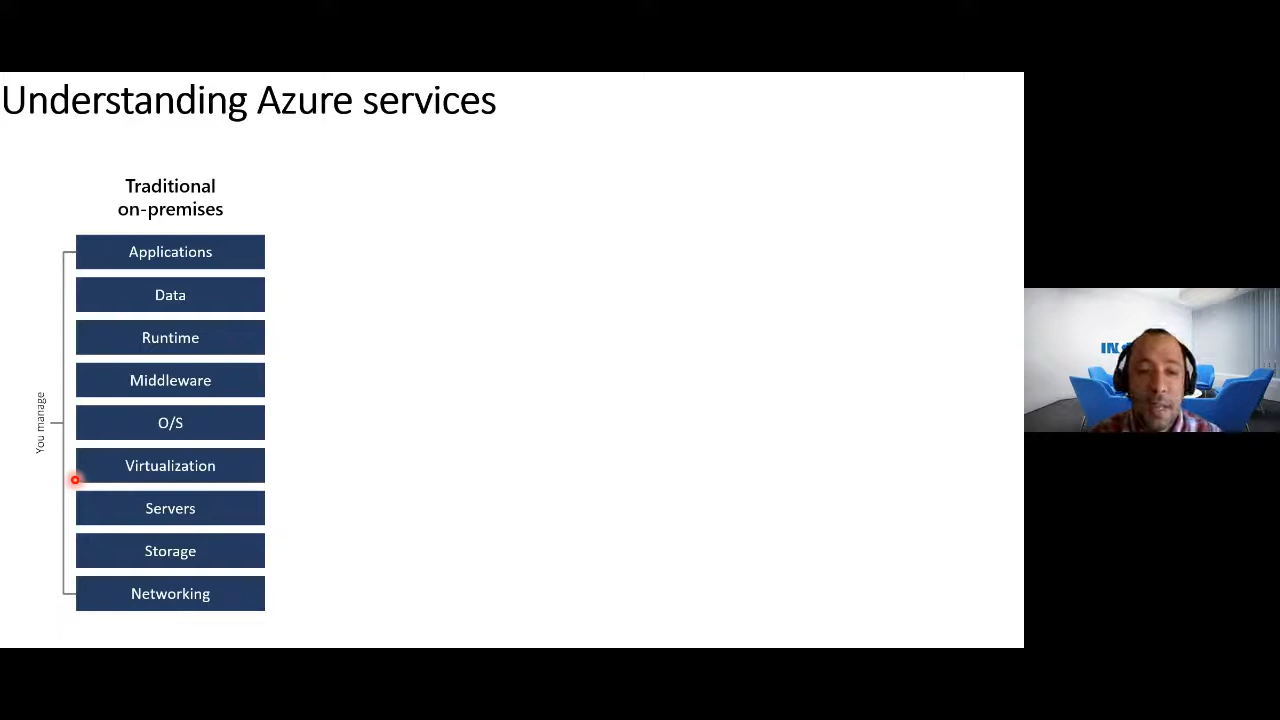 Understanding Azure services
Traditional
on-premises
Applications
Data
Runtime
Middleware
O/S
Virtualization
Servers
Storage
Networking
You manage